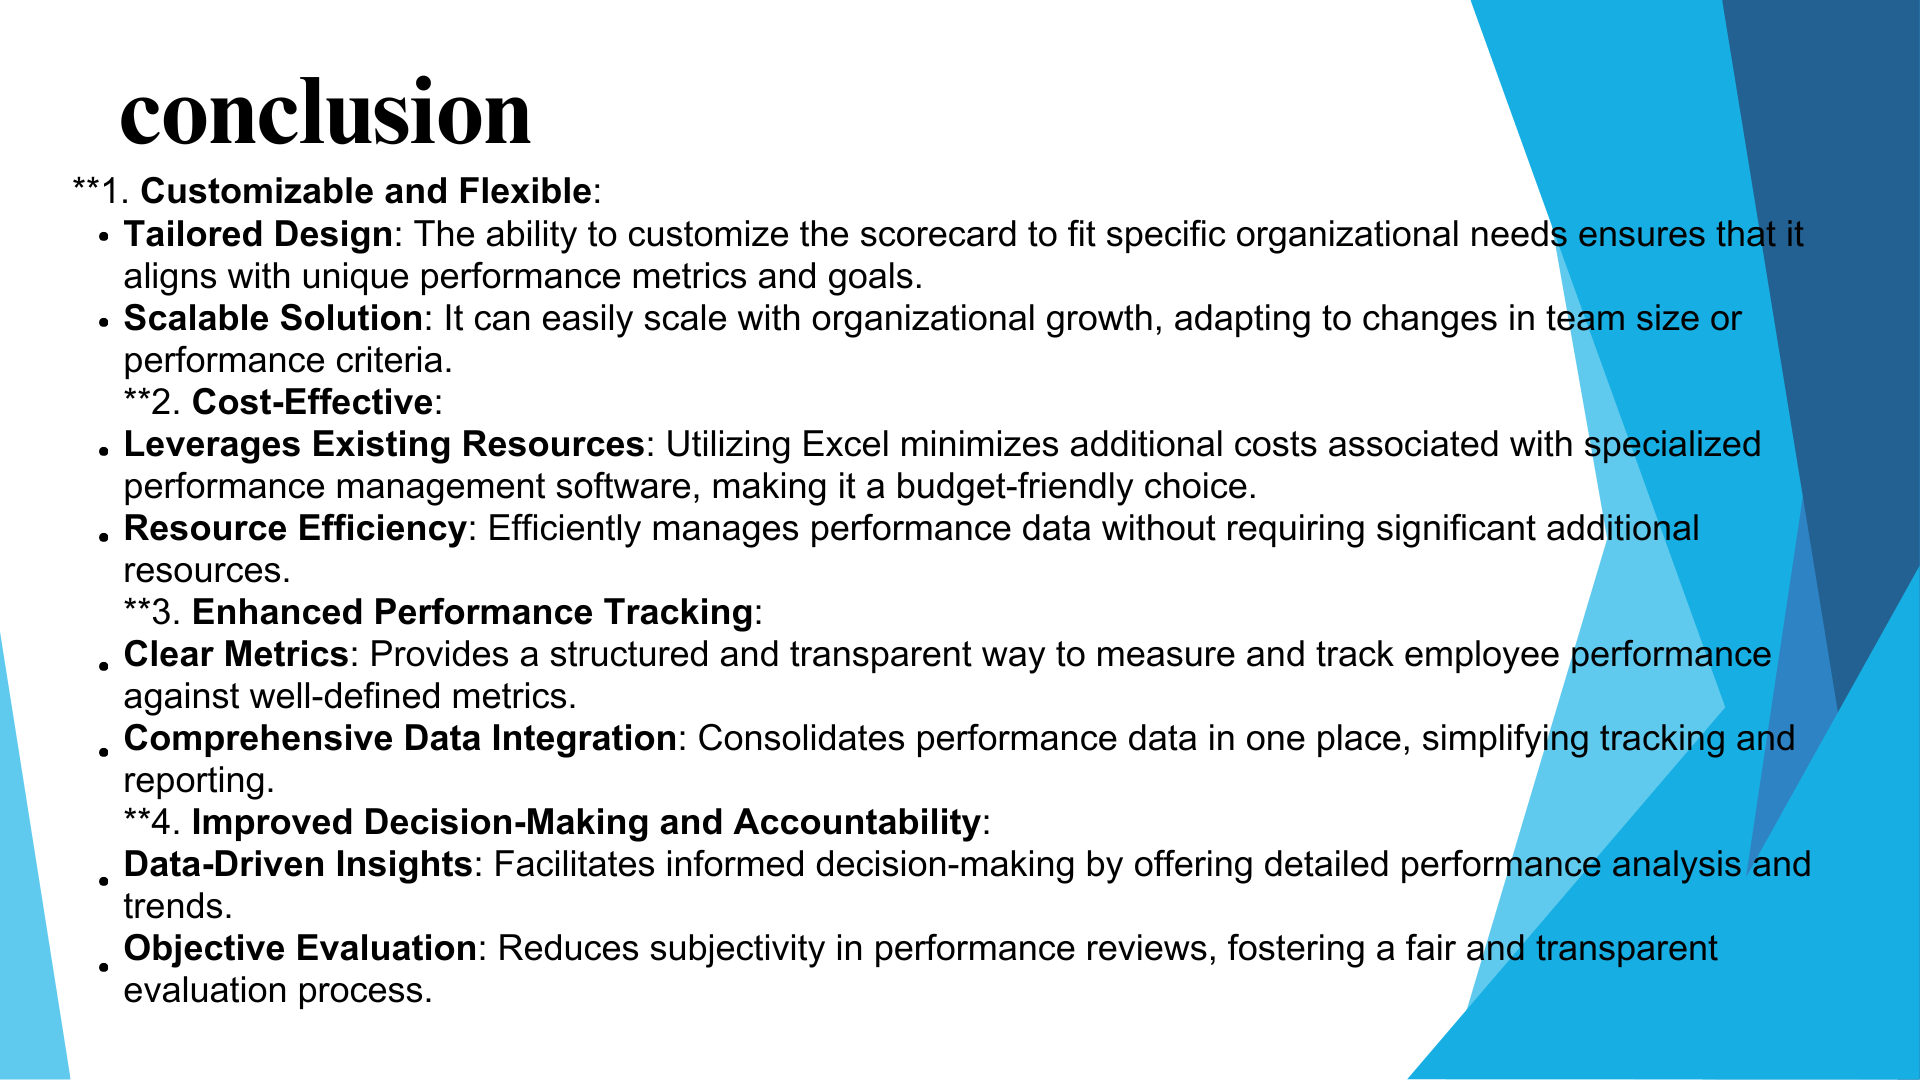 conclusion
**1. Customizable and Flexible:
• Tailored Design: The ability to customize the scorecard to fit specific organizational needs ensures that it
aligns with unique performance metrics and goals.
• Scalable Solution: It can easily scale with organizational growth, adapting to changes in team size or
performance criteria.
**2. Cost-Effective:
• Leverages Existing Resources: Utilizing Excel minimizes additional costs associated with specialized
performance management software, making it a budget-friendly choice.
• Resource Efficiency: Efficiently manages performance data without requiring significant additional
resources.
**3. Enhanced Performance Tracking:
• Clear Metrics: Provides a structured and transparent way to measure and track employee performance
against well-defined metrics.
• Comprehensive Data Integration: Consolidates performance data in one place, simplifying tracking and
reporting.
**4. Improved Decision-Making and Accountability:
• Data-Driven Insights: Facilitates informed decision-making by offering detailed performance analysis and
trends.
• Objective Evaluation: Reduces subjectivity in performance reviews, fostering a fair and transparent
evaluation process.